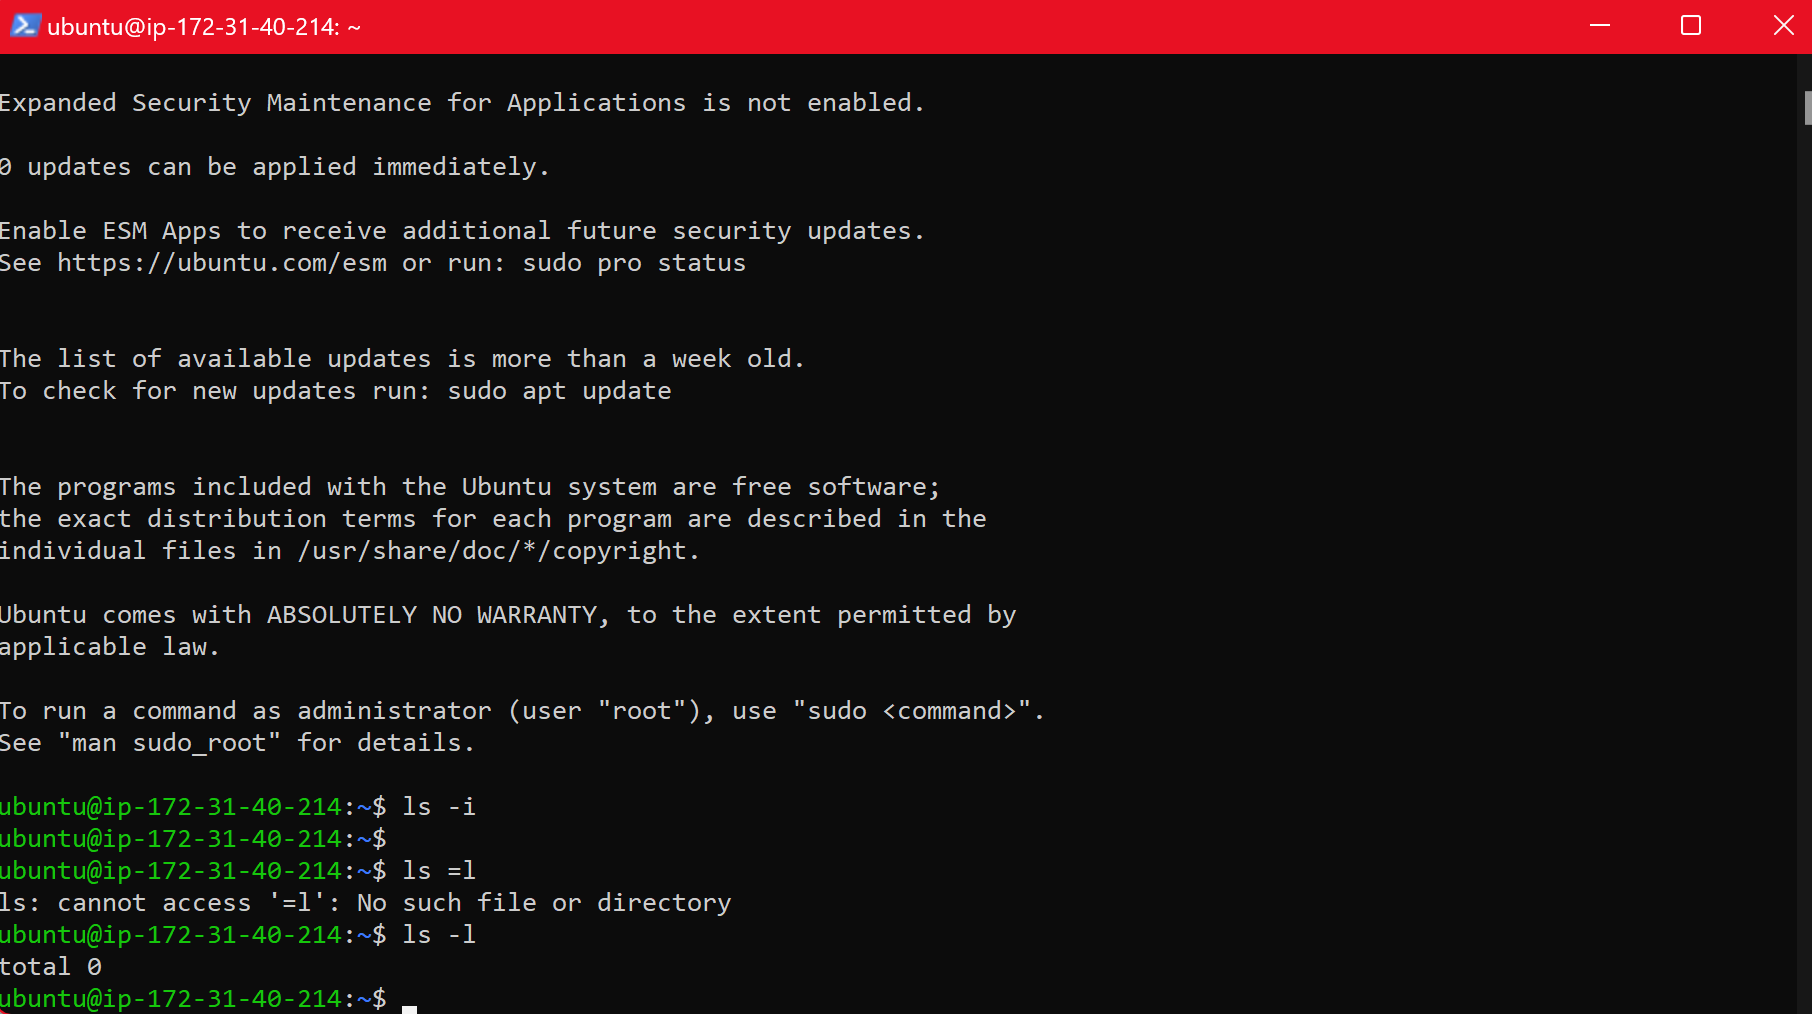 ubuntu@ip-172-31-40-214: ~
Expanded Security Maintenance for Applications is not enabled.
0 updates can be applied immediately.
Enable ESM Apps to receive additional future security updates.
See https://ubuntu.com/esm or run: sudo pro status
The list of available updates is more than a week old.
To check for new updates run: sudo apt update
The programs included with the Ubuntu system are free software;
the exact distribution terms for each program are described in the
individual files in /usr/share/doc/*/copyright.
Ubuntu comes with ABSOLUTELY NO WARRANTY, to the extent permitted by
applicable law.
To run a command as administrator (user "root"), use "sudo <command>".
See "man sudo_root" for details.
ubuntu@ip-172-31-40-214:~$ ls -i
ubuntu@ip-172-31-40-214:~$
ubuntu@ip-172-31-40-214:~$ ls =l
ls: cannot access '=l': No such file or directory
ubuntu@ip-172-31-40-214:~$ ls -l
total 0
ubuntu@ip-172-31-40-214:~$